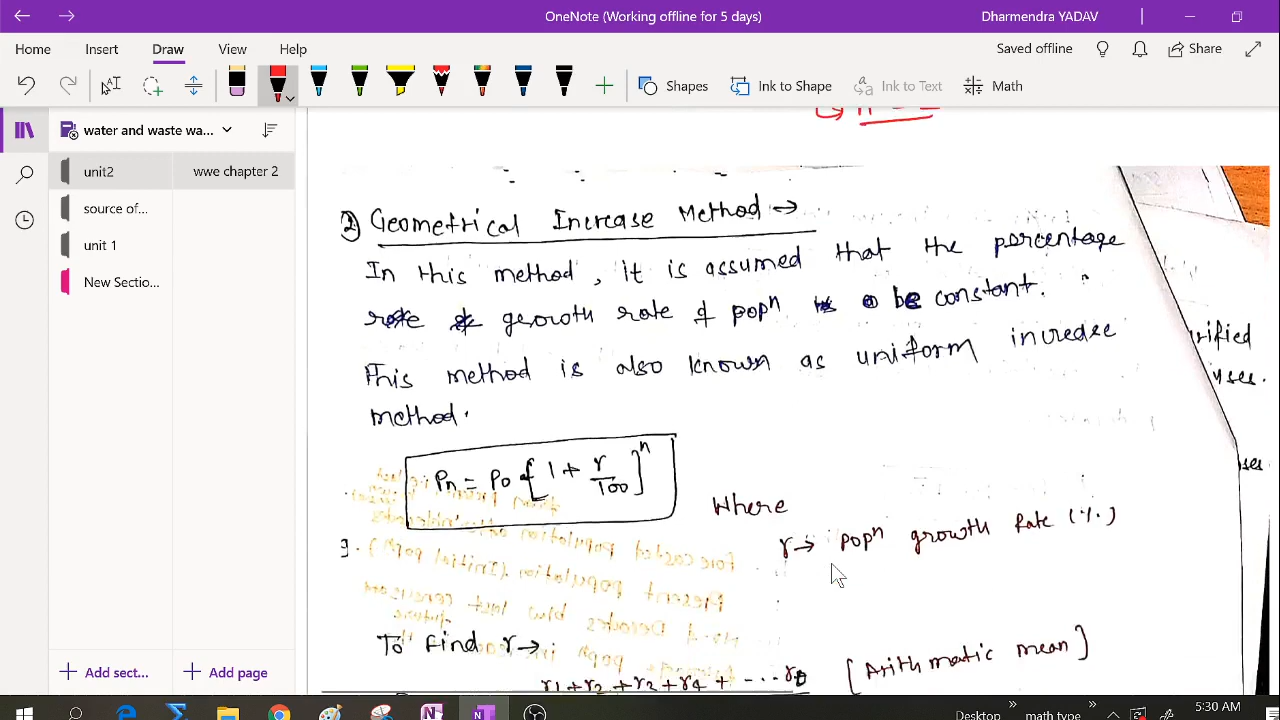 OneNote (Working offline for 5 days)
Dharmendra YADAV
Home Insert Draw View Help
Saved offline
Share
Shapes
Ink to Shape
Ink to Text
Math
water and waste wa...
unit2
wwe chapter 2
source of...
unit 1
New Sectio...
2) Geometrical Increase Method →
In this method, it is assumed that the percentage
growth rate of popn be constant.
This method is also known as uniform increase
method.
Pn = Po [1 + r/100]^n
Where
r → popn growth Rate (%)
To find r →
r1+r2+r3+r4+ ....
[Arithmatic mean]
rified
uses.
ses
+ Add sect...
+ Add page
Desktop
math type
5:30 AM